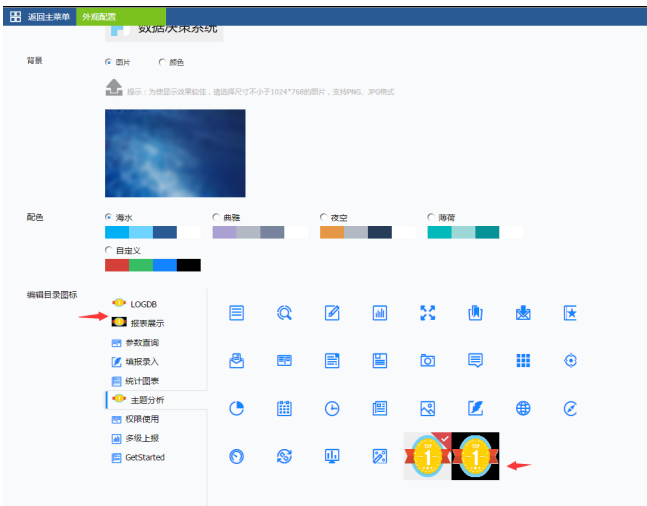 返回主菜单 外观配置
数据决策系统
背景 图片 颜色
提示：为使显示效果较佳，请选择尺寸不小于1024*768的图片，支持PNG、JPG格式
配色 海水 典雅 夜空 薄荷
自定义
编辑目录图标
LOGDB
报表展示
参数查询
填报录入
统计图表
主题分析
权限使用
多级上报
GetStarted
TOP
1
TOP
1